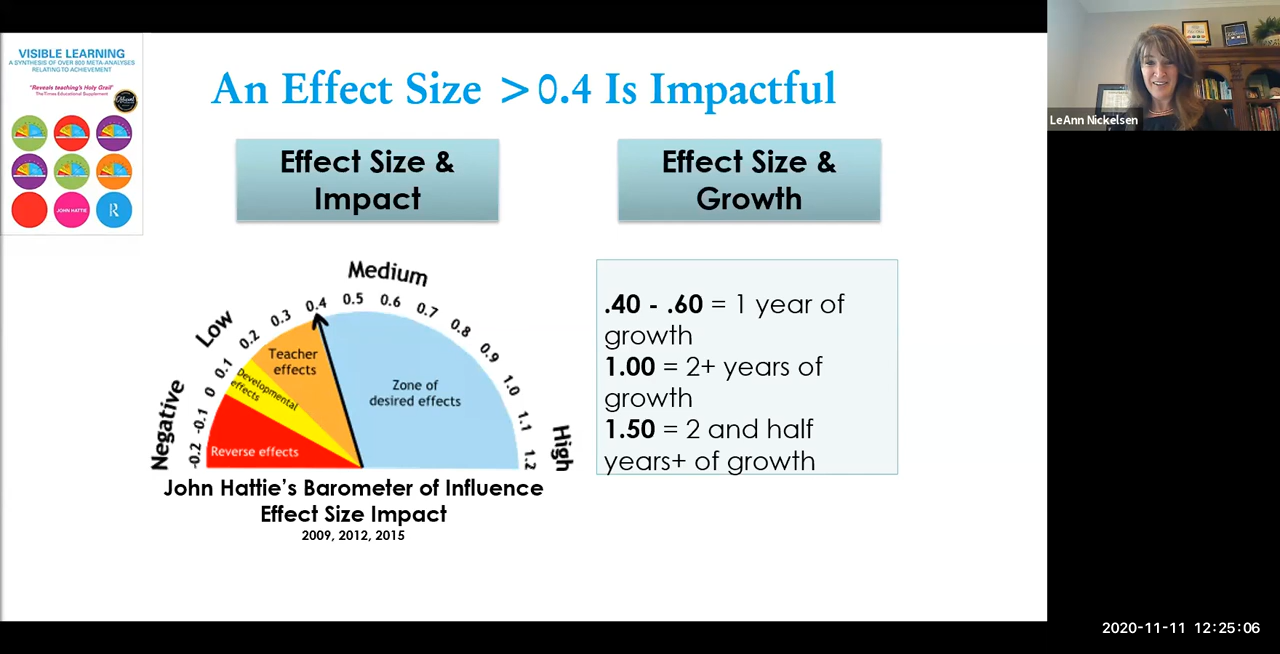 VISIBLE LEARNING
A SYNTHESIS OF OVER 800 META-ANALYSES
RELATING TO ACHIEVEMENT
"Reveals teaching's Holy Grail"
The Times Educational Supplement
JOHN HATTIE
R
An Effect Size >0.4 Is Impactful
Effect Size &
Impact
Effect Size &
Growth
Negative
Low
Medium
High
-0.2
-0.1
0
0.1
0.2
0.3
0.4
0.5
0.6
0.7
0.8
0.9
1.0
1.1
1.2
Reverse effects
Developmental
effects
Teacher
effects
Zone of
desired effects
John Hattie's Barometer of Influence
Effect Size Impact
2009, 2012, 2015
.40 - .60 = 1 year of
growth
1.00 = 2+ years of
growth
1.50 = 2 and half
years+ of growth
LeAnn Nickelsen
2020-11-11 12:25:06